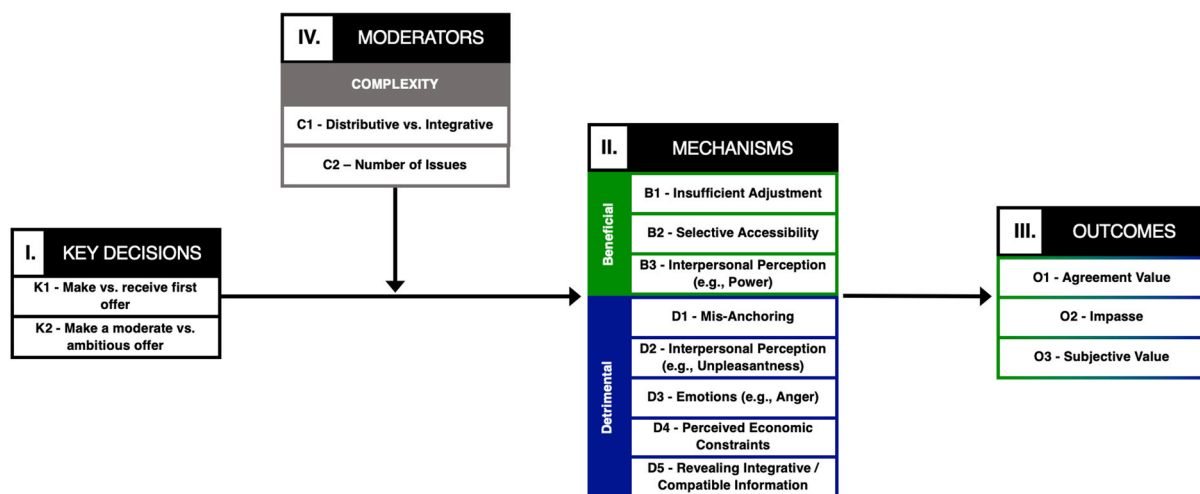 IV. MODERATORS
COMPLEXITY
C1 - Distributive vs. Integrative
C2 – Number of Issues
I. KEY DECISIONS
K1 - Make vs. receive first
offer
K2 - Make a moderate vs.
ambitious offer
II. MECHANISMS
Beneficial
B1 - Insufficient Adjustment
B2 - Selective Accessibility
B3 - Interpersonal Perception
(e.g., Power)
Detrimental
D1 - Mis-Anchoring
D2 - Interpersonal Perception
(e.g., Unpleasantness)
D3 - Emotions (e.g., Anger)
D4 - Perceived Economic
Constraints
D5 - Revealing Integrative /
Compatible Information
III. OUTCOMES
O1 - Agreement Value
O2 - Impasse
O3 - Subjective Value